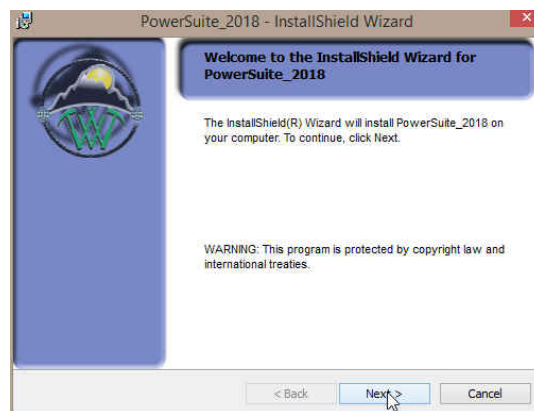 PowerSuite_2018 - InstallShield Wizard
Welcome to the InstallShield Wizard for
PowerSuite_2018
The InstallShield(R) Wizard will install PowerSuite_2018 on
your computer. To continue, click Next.
WARNING: This program is protected by copyright law and
international treaties.
< Back
Next >
Cancel